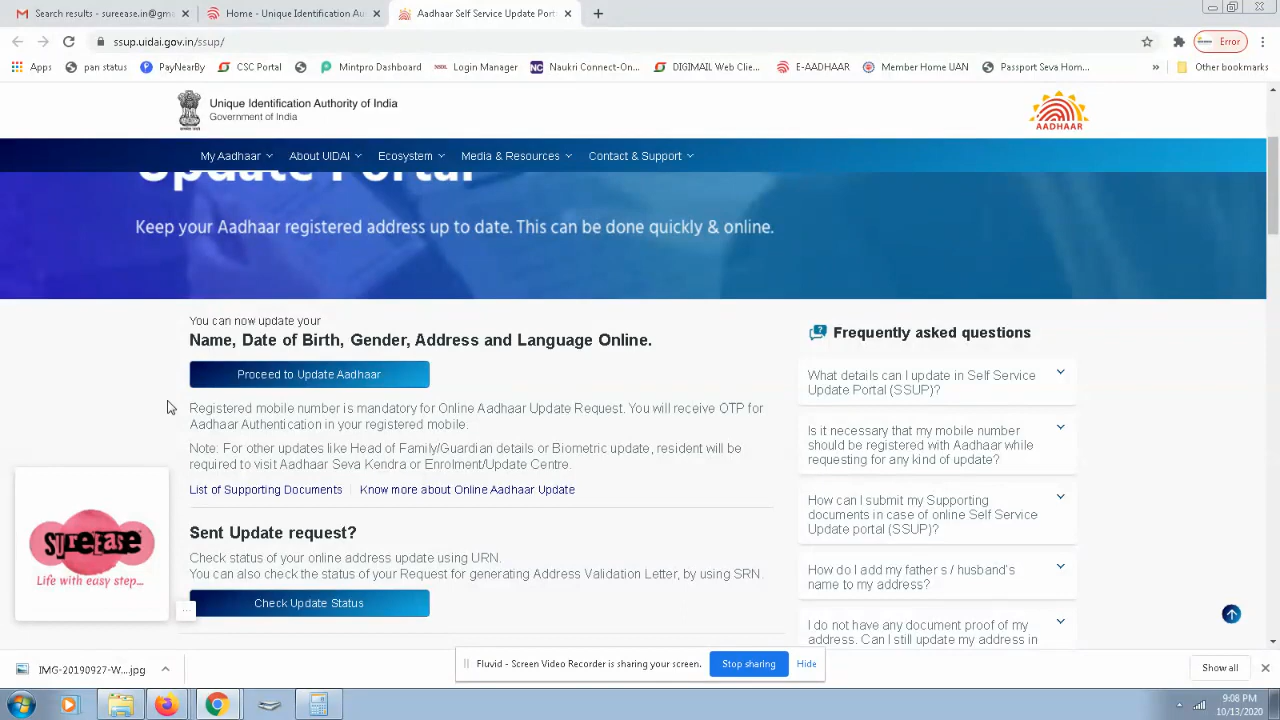 Search results - surease.in@gm
Home - Unique Identification Au
Aadhaar Self Service Update Port
ssup.uidai.gov.in/ssup/
Error
Apps
pan status
PayNearBy
CSC Portal
Mintpro Dashboard
Login Manager
Naukri Connect-On...
DIGIMAIL Web Clie...
E-AADHAAR
Member Home UAN
Passport Seva Hom...
»
Other bookmarks
Unique Identification Authority of India
Government of India
AADHAAR
My Aadhaar
About UIDAI
Ecosystem
Media & Resources
Contact & Support
Update Portal
Keep your Aadhaar registered address up to date. This can be done quickly & online.
You can now update your
Name, Date of Birth, Gender, Address and Language Online.
Proceed to Update Aadhaar
Registered mobile number is mandatory for Online Aadhaar Update Request. You will receive OTP for
Aadhaar Authentication in your registered mobile.
Note: For other updates like Head of Family/Guardian details or Biometric update, resident will be
required to visit Aadhaar Seva Kendra or Enrolment/Update Centre.
List of Supporting Documents
Know more about Online Aadhaar Update
Sent Update request?
Check status of your online address update using URN.
You can also check the status of your Request for generating Address Validation Letter, by using SRN.
Check Update Status
Frequently asked questions
What details can I update in Self Service
Update Portal (SSUP)?
Is it necessary that my mobile number
should be registered with Aadhaar while
requesting for any kind of update?
How can I submit my Supporting
documents in case of online Self Service
Update portal (SSUP)?
How do I add my father s / husband's
name to my address?
I do not have any document proof of my
address. Can I still update my address in
surease
Life with easy step...
...
IMG-20190927-W....jpg
Fluvid - Screen Video Recorder is sharing your screen.
Stop sharing
Hide
Show all
9:08 PM
10/13/2020